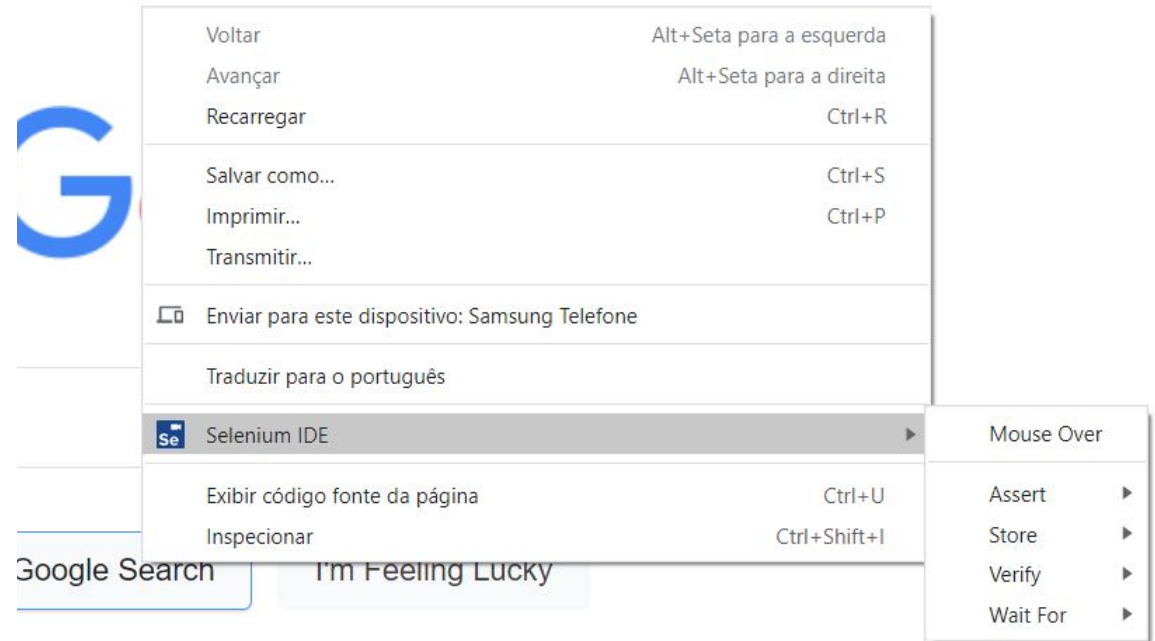 G
Voltar Alt+Seta para a esquerda
Avançar Alt+Seta para a direita
Recarregar Ctrl+R
Salvar como... Ctrl+S
Imprimir... Ctrl+P
Transmitir...
Enviar para este dispositivo: Samsung Telefone
Traduzir para o português
Se Selenium IDE
Exibir código fonte da página Ctrl+U
Inspecionar Ctrl+Shift+I
Mouse Over
Assert
Store
Verify
Wait For
Google Search I'm Feeling Lucky